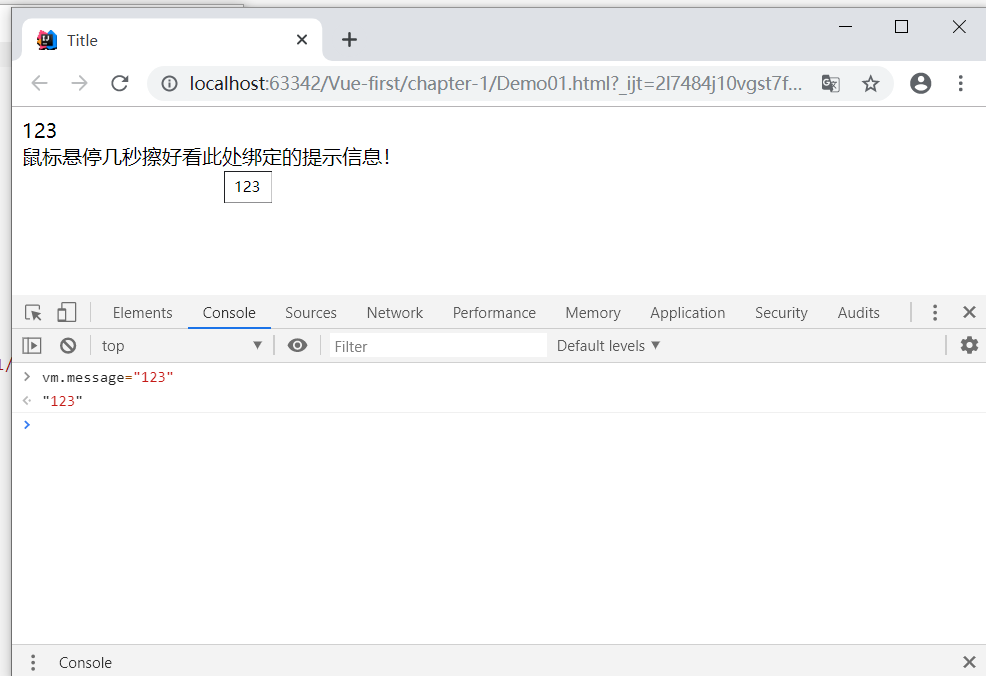 Title
localhost:63342/Vue-first/chapter-1/Demo01.html?_ijt=2l7484j10vgst7f...
123
鼠标悬停几秒擦好看此处绑定的提示信息！
123
Elements Console Sources Network Performance Memory Application Security Audits
top Filter Default levels
vm.message="123"
"123"
Console